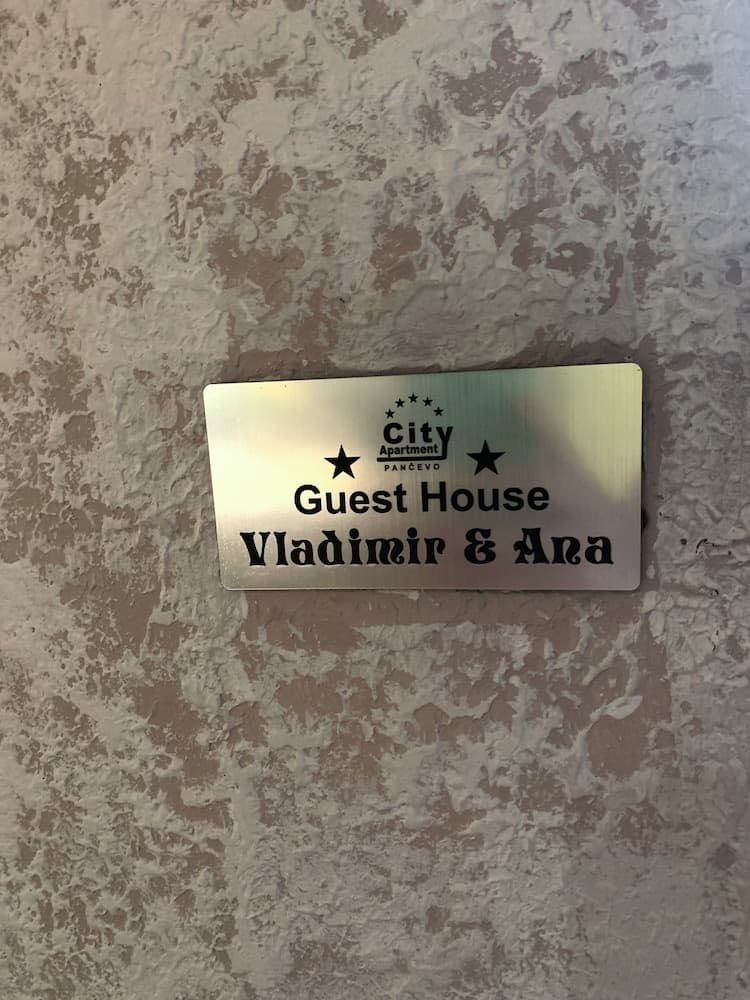 City
Apartment
PANČEVO
Guest House
Vladimir & Ana